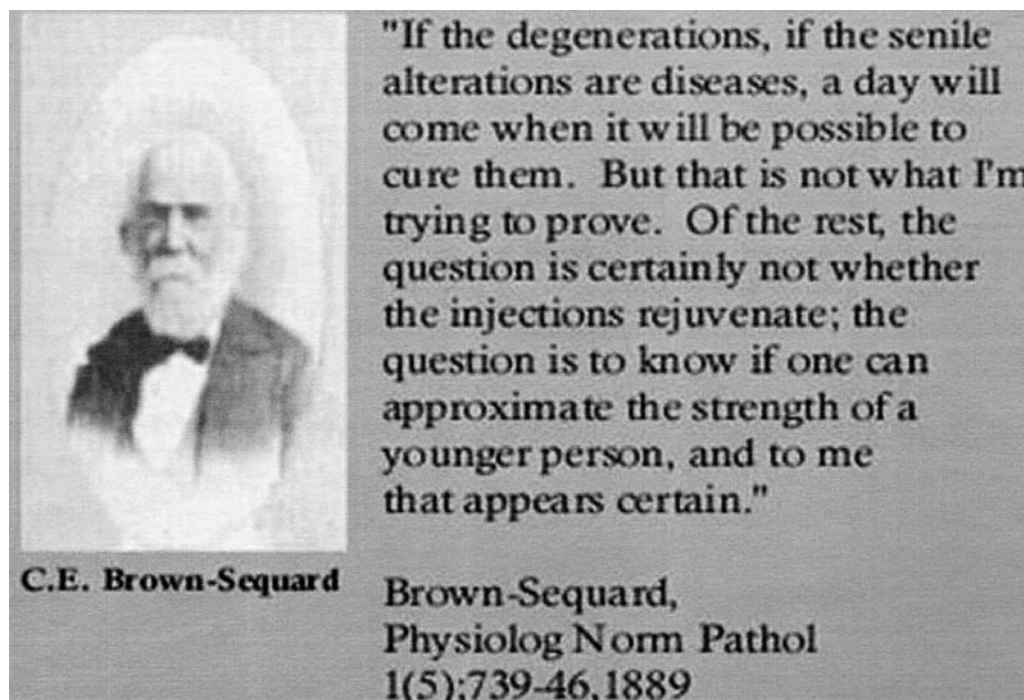 "If the degenerations, if the senile
alterations are diseases, a day will
come when it will be possible to
cure them. But that is not what I'm
trying to prove. Of the rest, the
question is certainly not whether
the injections rejuvenate; the
question is to know if one can
approximate the strength of a
younger person, and to me
that appears certain."
C.E. Brown-Sequard
Brown-Sequard,
Physiolog Norm Pathol
1(5):739-46,1889